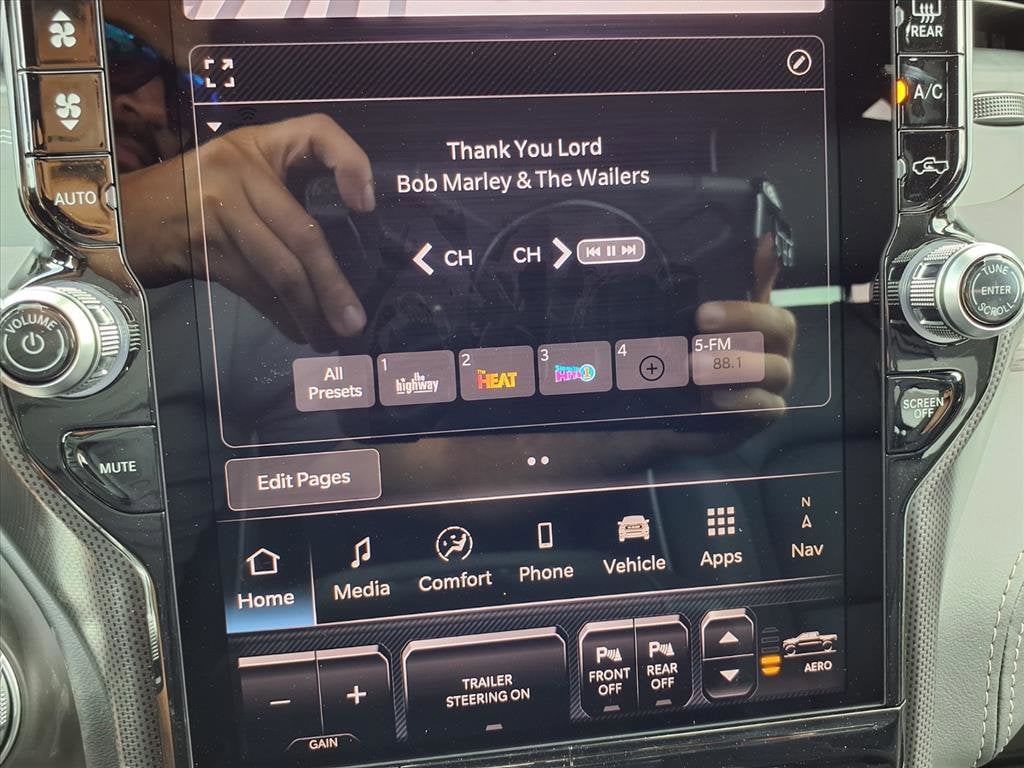 REAR
A/C
AUTO
Thank You Lord
Bob Marley & The Wailers
CH
CH
VOLUME
TUNE
ENTER
SCROLL
All
Presets
1
the
highway
2
The
HEAT
3
4
5-FM
88.1
SCREEN
OFF
MUTE
Edit Pages
N
Home
Media
Comfort
Phone
Vehicle
Apps
Nav
− +
GAIN
TRAILER
STEERING ON
P
FRONT
OFF
P
REAR
OFF
AERO